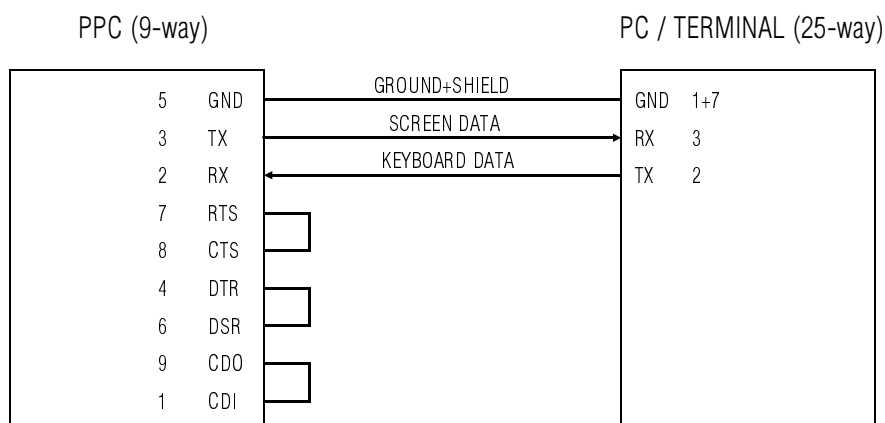 PPC (9-way) PC / TERMINAL (25-way)
5 GND GROUND+SHIELD GND 1+7
3 TX SCREEN DATA RX 3
2 RX KEYBOARD DATA TX 2
7 RTS
8 CTS
4 DTR
6 DSR
9 CDO
1 CDI